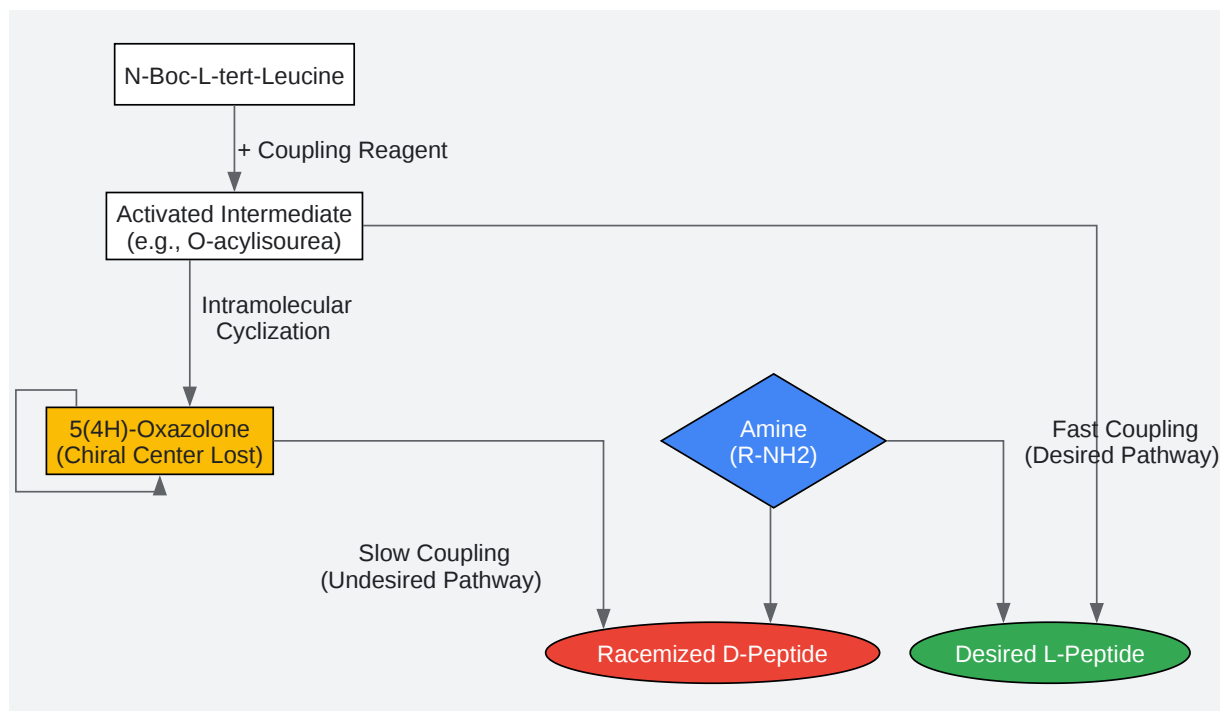 N-Boc-L-tert-Leucine
+ Coupling Reagent
Activated Intermediate
(e.g., O-acylisourea)
Intramolecular
Cyclization
5(4H)-Oxazolone
(Chiral Center Lost)
Amine
(R-NH2)
Fast Coupling
(Desired Pathway)
Slow Coupling
(Undesired Pathway)
Racemized D-Peptide
Desired L-Peptide